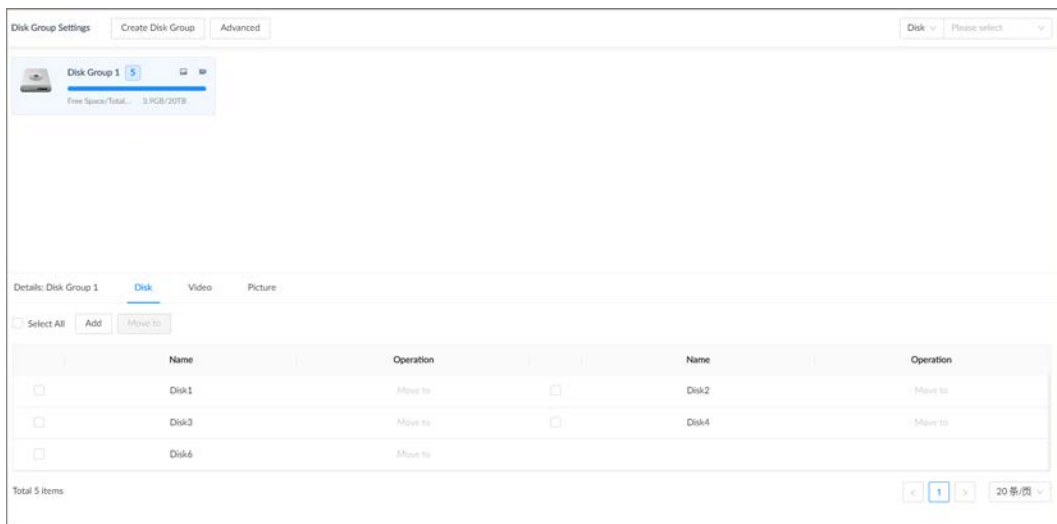 Disk Group Settings Create Disk Group Advanced Disk Please select
Disk Group 1 5
Free Space/Total... 3.9GB/20TB
Details: Disk Group 1 Disk Video Picture
Select All Add Move to
Name Operation Name Operation
Disk1 Move to Disk2 Move to
Disk3 Move to Disk4 Move to
Disk6 Move to
Total 5 items < 1 > 20 条/页